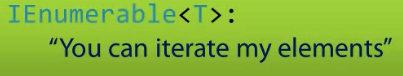 IEnumerable<T>:
“You can iterate my elements”